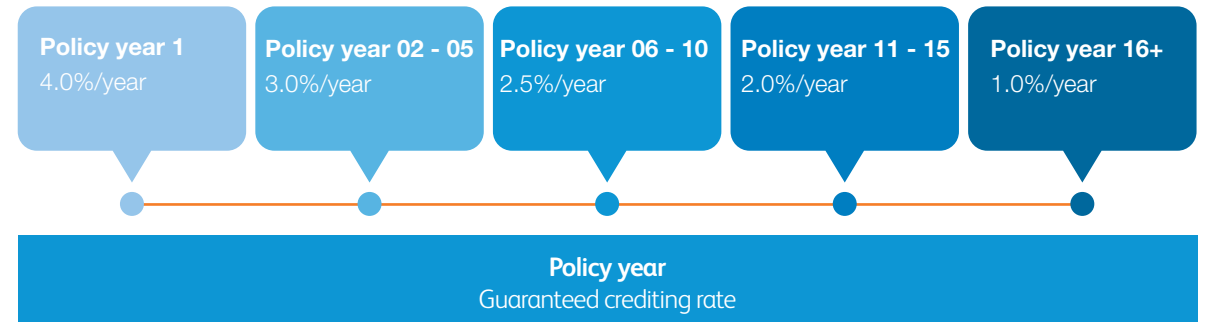 Policy year 1
4.0%/year
Policy year 02 - 05
3.0%/year
Policy year 06 - 10
2.5%/year
Policy year 11 - 15
2.0%/year
Policy year 16+
1.0%/year
Policy year
Guaranteed crediting rate